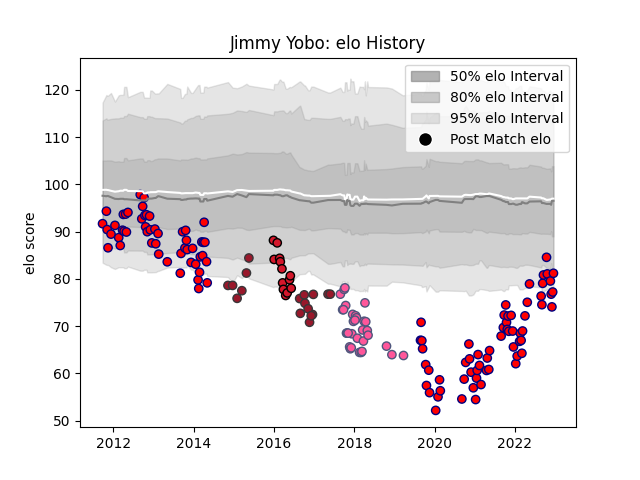 Jimmy Yobo: elo History
50% elo Interval
80% elo Interval
95% elo Interval
Post Match elo
elo score
120
110
100
90
80
70
60
50
2012
2014
2016
2018
2020
2022